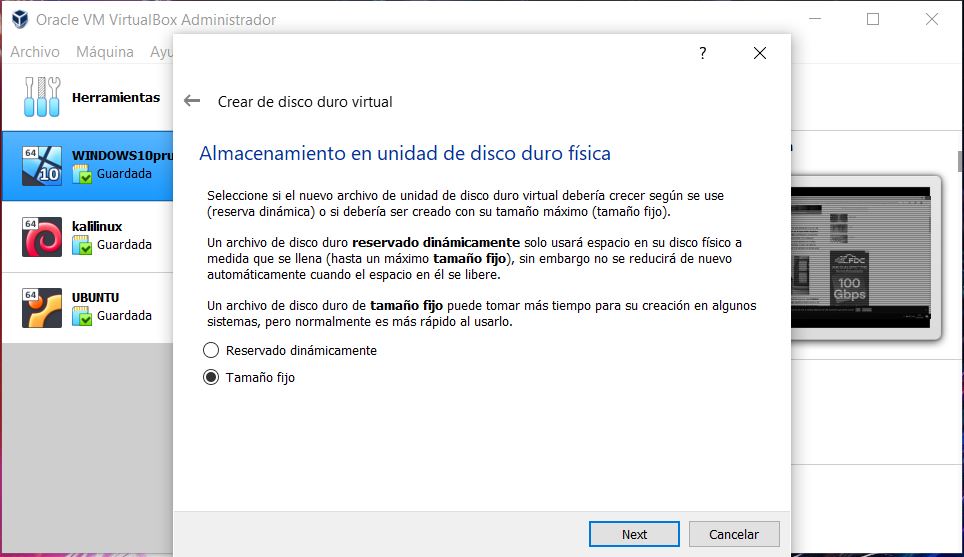 Oracle VM VirtualBox Administrador
Archivo Máquina Ayu
?
Herramientas
Crear de disco duro virtual
64
10
WINDOWS10pru
Guardada
64
kalilinux
Guardada
64
UBUNTU
Guardada
Almacenamiento en unidad de disco duro física
Seleccione si el nuevo archivo de unidad de disco duro virtual debería crecer según se use
(reserva dinámica) o si debería ser creado con su tamaño máximo (tamaño fijo).
Un archivo de disco duro reservado dinámicamente solo usará espacio en su disco físico a
medida que se llena (hasta un máximo tamaño fijo), sin embargo no se reducirá de nuevo
automáticamente cuando el espacio en él se libere.
Un archivo de disco duro de tamaño fijo puede tomar más tiempo para su creación en algunos
sistemas, pero normalmente es más rápido al usarlo.
Reservado dinámicamente
Tamaño fijo
FDC
100
Gbps
Next
Cancelar